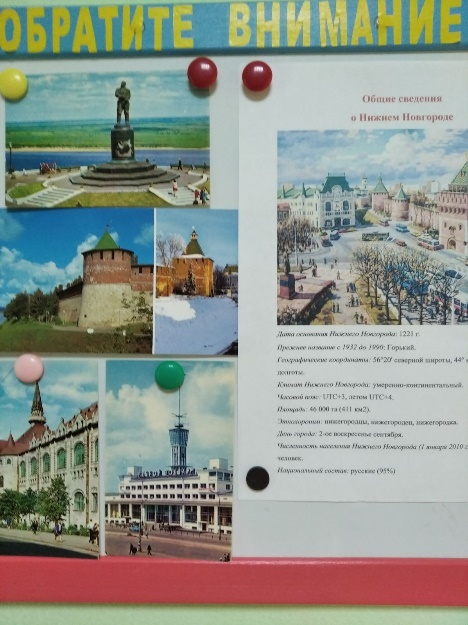 ОБРАТИТЕ ВНИМАНИЕ
Общие сведения
о Нижнем Новгороде
Дата основания Нижнего Новгорода: 1221 г.
Прежнее название с 1932 до 1990: Горький.
Географические координаты: 56°20' северной широты, 44°
долготы.
Климат Нижнего Новгорода: умеренно-континентальный.
Часовой пояс: UTC+3, летом UTC+4.
Площадь: 46 000 га (411 км2).
Этнохороним: нижегородцы, нижегородец, нижегородка.
День города: 2-ое воскресенье сентября.
Численность населения Нижнего Новгорода (1 января 2010
человек.
Национальный состав: русские (95%)